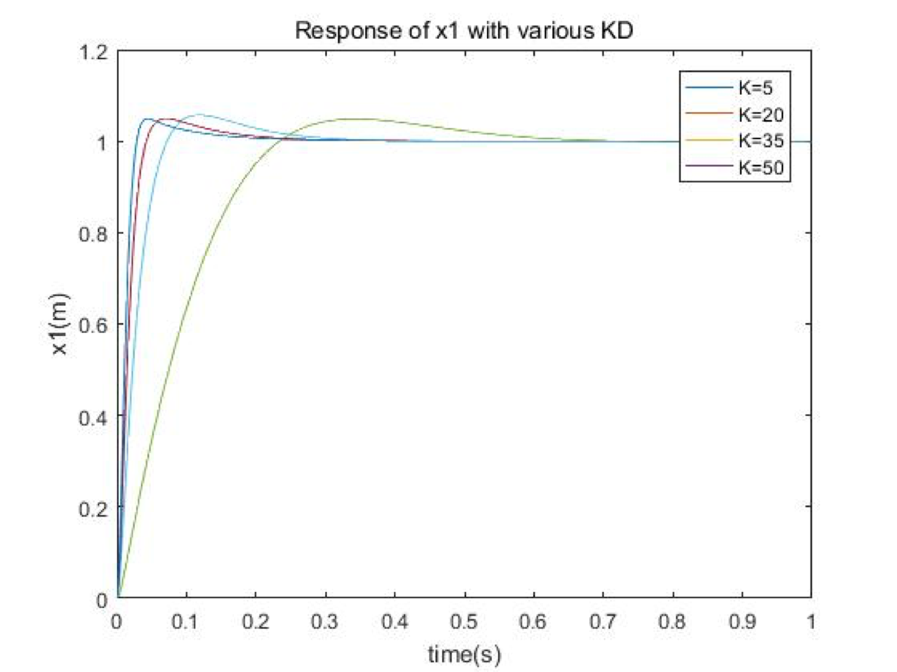 Response of x1 with various KD
1.2
1
0.8
0.6
0.4
0.2
0
x1(m)
K=5
K=20
K=35
K=50
0 0.1 0.2 0.3 0.4 0.5 0.6 0.7 0.8 0.9 1
time(s)